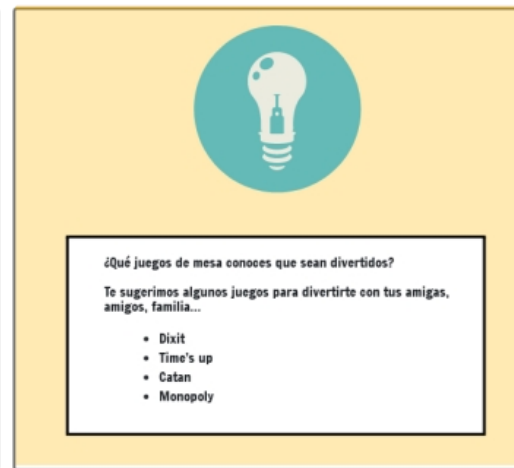 ¿Qué juegos de mesa conoces que sean divertidos?
Te sugerimos algunos juegos para divertirte con tus amigas,
amigos, familia...
• Dixit
• Time's up
• Catan
• Monopoly